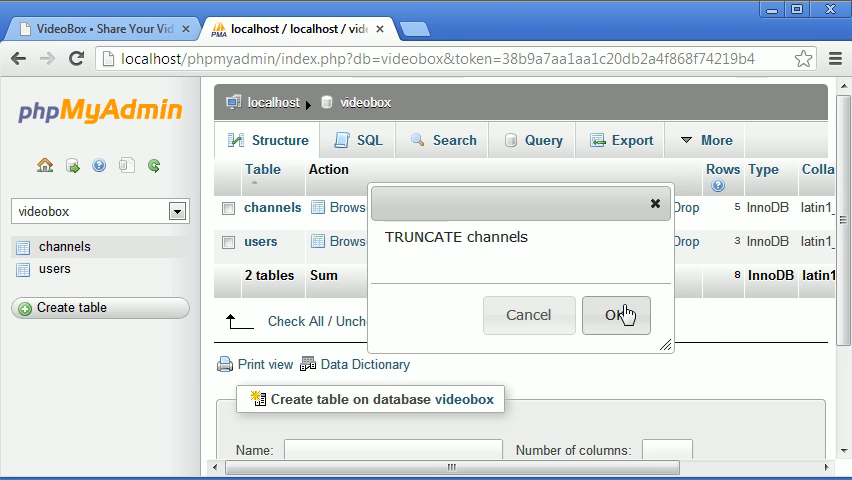 VideoBox • Share Your Vid
localhost / localhost / vide
localhost/phpmyadmin/index.php?db=videobox&token=38b9a7aa1aa1c20db2a4f868f74219b4
phpMyAdmin
videobox
channels
users
Create table
localhost
videobox
Structure
SQL
Search
Query
Export
More
Table
Action
Rows
Type
Colla
channels
Brows
Drop
5
InnoDB
latin1_
users
Brows
Drop
3
InnoDB
latin1_
2 tables
Sum
8
InnoDB
latin1
TRUNCATE channels
Cancel
OK
Check All / Unch
Print view
Data Dictionary
Create table on database videobox
Name:
Number of columns: